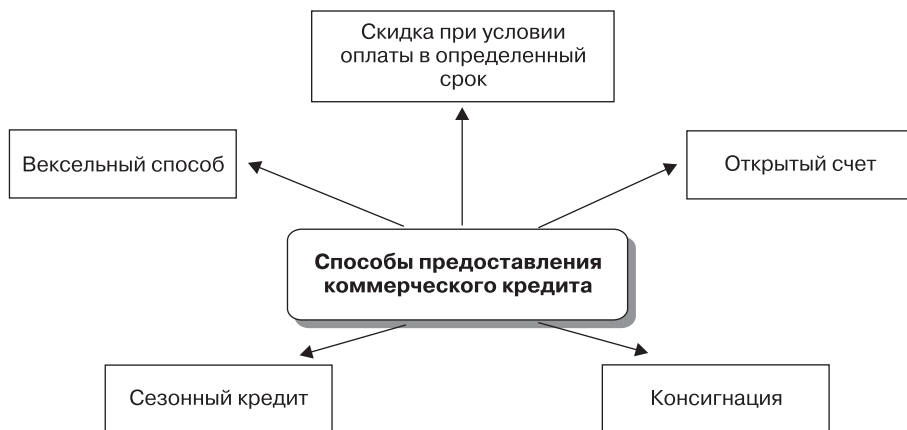 Скидка при условии
оплаты в определенный
срок
Вексельный способ
Открытый счет
Способы предоставления
коммерческого кредита
Сезонный кредит
Консигнация